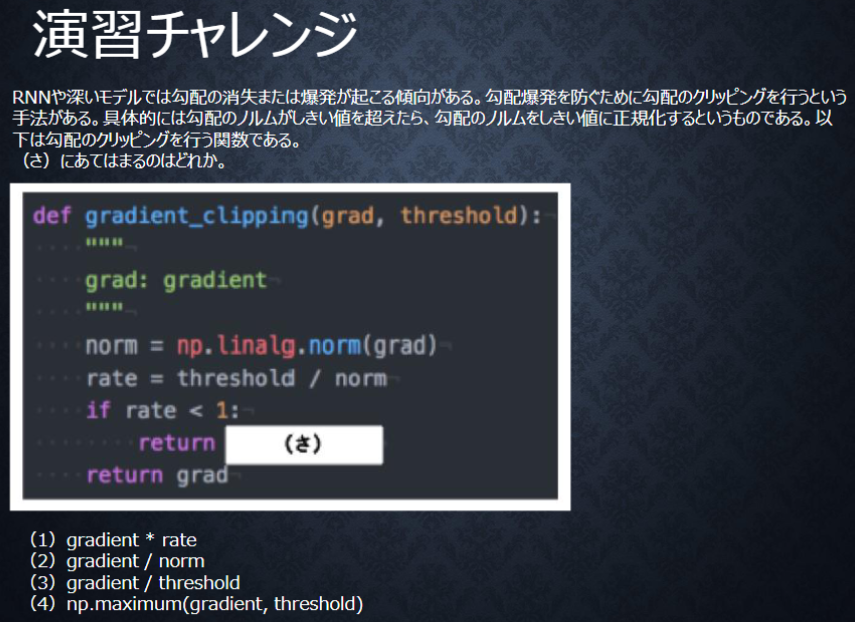 演習チャレンジ
RNNや深いモデルでは勾配の消失または爆発が起こる傾向がある。勾配爆発を防ぐために勾配のクリッピングを行うという
手法がある。具体的には勾配のノルムがしきい値を超えたら、勾配のノルムをしきい値に正規化するというものである。以
下は勾配のクリッピングを行う関数である。
（さ）にあてはまるのはどれか。
def gradient_clipping(grad, threshold):
"""
grad: gradient
"""
norm = np.linalg.norm(grad)
rate = threshold / norm
if rate < 1:
return （さ）
return grad
（1）gradient * rate
（2）gradient / norm
（3）gradient / threshold
（4）np.maximum(gradient, threshold)